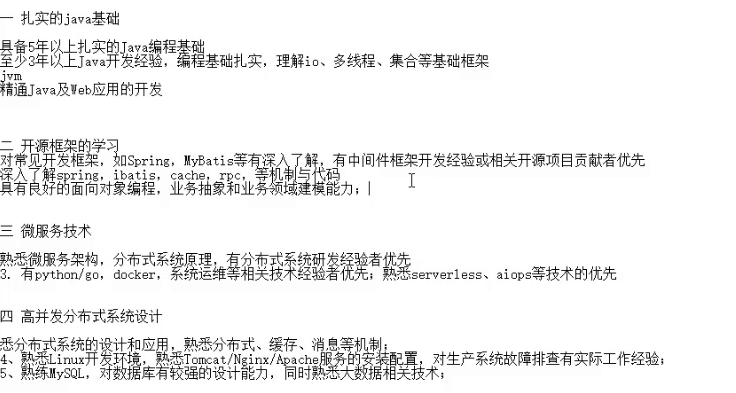 一 扎实的java基础
具备5年以上扎实的Java编程基础
至少3年以上Java开发经验，编程基础扎实，理解io、多线程、集合等基础框架
jvm
精通Java及Web应用的开发
二 开源框架的学习
对常见开发框架，如Spring，MyBatis等有深入了解，有中间件框架开发经验或相关开源项目贡献者优先
深入了解spring，ibatis，cache，rpc，等机制与代码
具有良好的面向对象编程，业务抽象和业务领域建模能力；
三 微服务技术
熟悉微服务架构，分布式系统原理，有分布式系统研发经验者优先
3. 有python/go，docker，系统运维等相关技术经验者优先；熟悉serverless、aiops等技术的优先
四 高并发分布式系统设计
悉分布式系统的设计和应用，熟悉分布式、缓存、消息等机制；
4、熟悉Linux开发环境，熟悉Tomcat/Nginx/Apache服务的安装配置，对生产系统故障排查有实际工作经验；
5、熟练MySQL，对数据库有较强的设计能力，同时熟悉大数据相关技术；